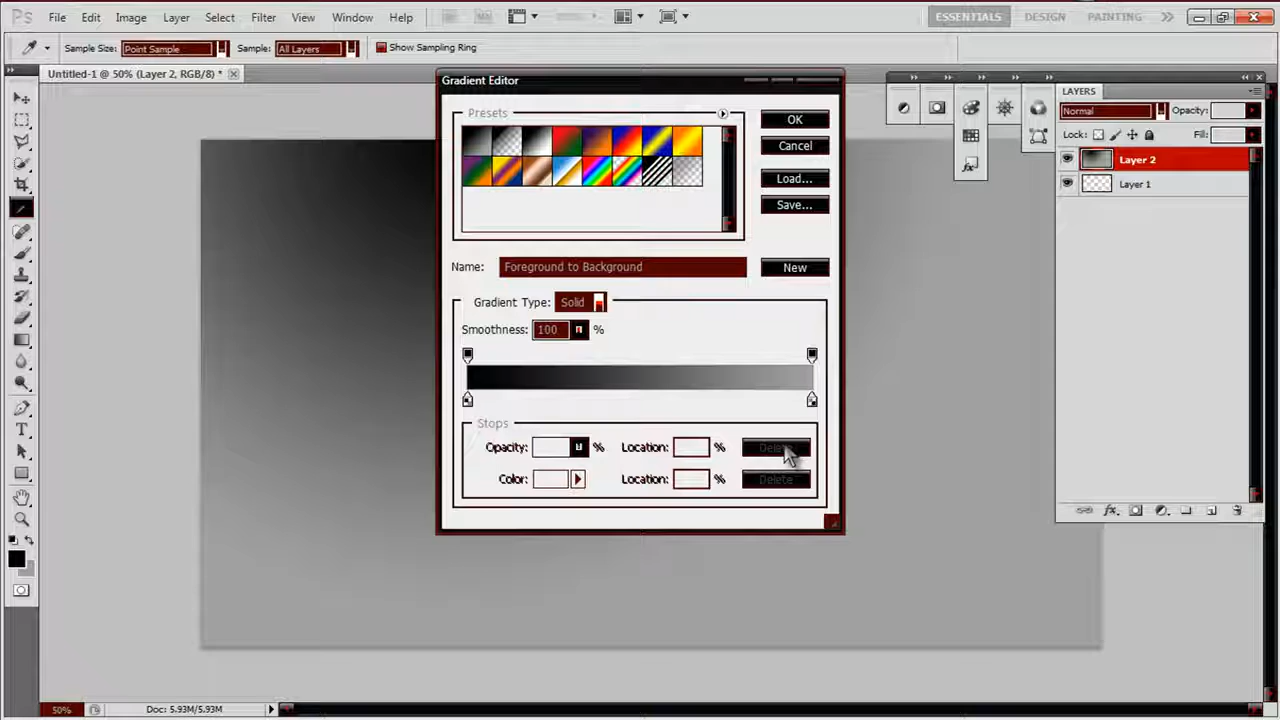 Ps File Edit Image Layer Select Filter View Window Help ESSENTIALS DESIGN PAINTING
Sample Size: Point Sample Sample: All Layers Show Sampling Ring
Untitled-1 @ 50% (Layer 2, RGB/8) *
Gradient Editor
Presets
OK
Cancel
Load...
Save...
Name: Foreground to Background New
Gradient Type: Solid
Smoothness: 100 %
Stops
Opacity: % Location: % Delete
Color: Location: % Delete
LAYERS
Normal Opacity:
Lock: Fill:
Layer 2
Layer 1
50% Doc: 5.93M/5.93M